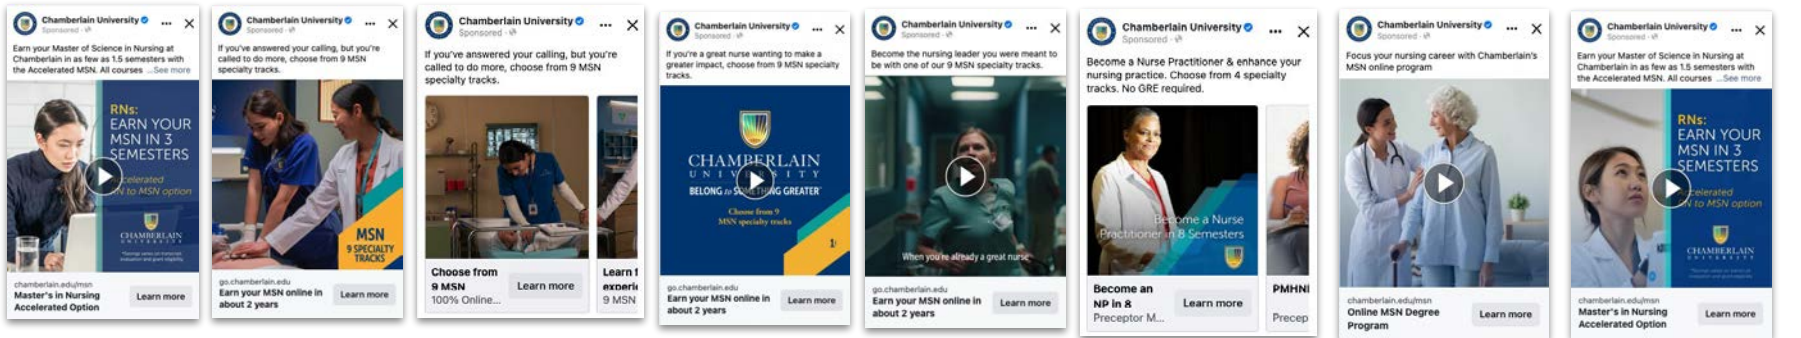 Chamberlain University
Sponsored ·
Earn your Master of Science in Nursing at
Chamberlain in as few as 1.5 semesters with
the Accelerated MSN. All courses ...See more
RNs:
EARN YOUR
MSN IN 3
SEMESTERS
Accelerated
to MSN option
CHAMBERLAIN
UNIVERSITY
chamberlain.edu/msn
Master's in Nursing
Accelerated Option
Learn more
Chamberlain University
Sponsored ·
If you've answered your calling, but you're
called to do more, choose from 9 MSN
specialty tracks.
MSN
9 SPECIALTY
TRACKS
go.chamberlain.edu
Earn your MSN online in
about 2 years
Learn more
Chamberlain University
Sponsored ·
If you've answered your calling, but you're
called to do more, choose from 9 MSN
specialty tracks.
Choose from
9 MSN
100% Online...
Learn more
Learn f
experie
9 MSN
Chamberlain University
Sponsored ·
If you're a great nurse wanting to make a
greater impact, choose from 9 MSN specialty
tracks.
CHAMBERLAIN
UNIVERSITY
BELONG to SOMETHING GREATER
Choose from 9
MSN specialty tracks
go.chamberlain.edu
Earn your MSN online in
about 2 years
Learn more
Chamberlain University
Sponsored ·
Become the nursing leader you were meant to
be with one of our 9 MSN specialty tracks.
When you're already a great nurse
go.chamberlain.edu
Earn your MSN online in
about 2 years
Learn more
Chamberlain University
Sponsored ·
Become a Nurse Practitioner & enhance your
nursing practice. Choose from 4 specialty
tracks. No GRE required.
Become a Nurse
Practitioner in 8 Semesters
Become an
NP in 8
Preceptor M...
Learn more
PMHNI
Precep
Chamberlain University
Sponsored ·
Focus your nursing career with Chamberlain's
MSN online program
chamberlain.edu/msn
Online MSN Degree
Program
Learn more
Chamberlain University
Sponsored ·
Earn your Master of Science in Nursing at
Chamberlain in as few as 1.5 semesters with
the Accelerated MSN. All courses ...See more
RNs:
EARN YOUR
MSN IN 3
SEMESTERS
Accelerated
to MSN option
CHAMBERLAIN
UNIVERSITY
chamberlain.edu/msn
Master's in Nursing
Accelerated Option
Learn more